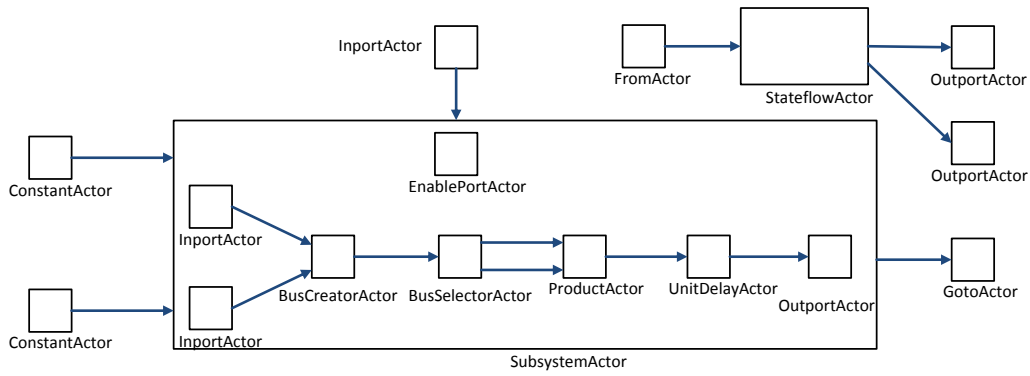 InportActor
FromActor
StateflowActor
OutportActor
OutportActor
ConstantActor
EnablePortActor
InportActor
BusCreatorActor
BusSelectorActor
ProductActor
UnitDelayActor
OutportActor
GotoActor
ConstantActor
InportActor
SubsystemActor